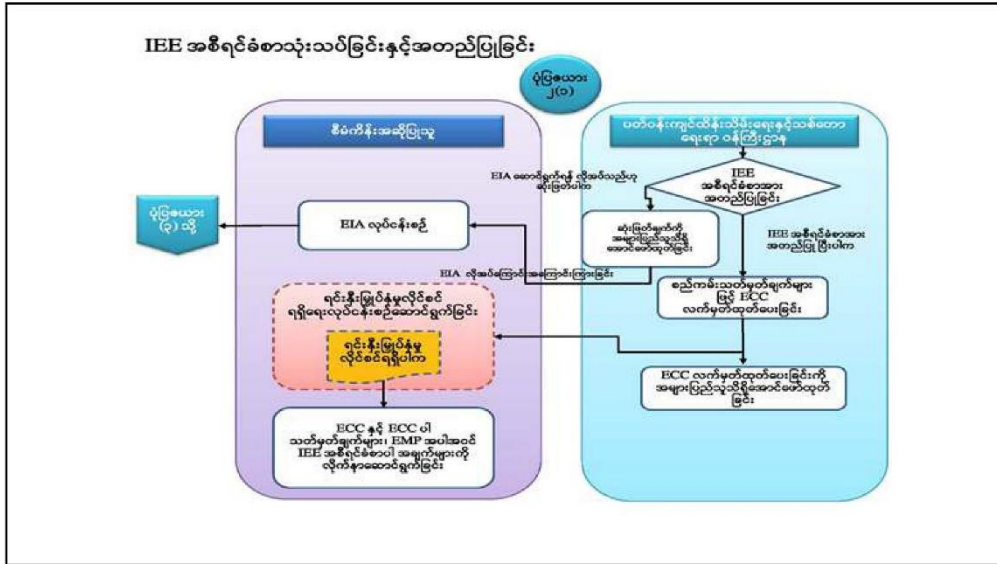 IEE အစီရင်ခံစာသုံးသပ်ခြင်းနှင့်အတည်ပြုခြင်း
ပုံပြဇယား
၂(၁)
စီမံကိန်းအဆိုပြုသူ
ပတ်ဝန်းကျင်ထိန်းသိမ်းရေးနှင့်သစ်တော
ရေးရာ ဝန်ကြီးဌာန
EIA ဆောင်ရွက်ရန် လိုအပ်သည်ဟု
ဆုံးဖြတ်ပါက
IEE
အစီရင်ခံစာအား
အတည်ပြုခြင်း
ပုံပြဇယား
(၃) သို့
EIA လုပ်ငန်းစဉ်
ဆုံးဖြတ်ချက်ကို
အများပြည်သူသိရှိ
အောင်ဖော်ထုတ်ခြင်း
IEE အစီရင်ခံစာအား
အတည်ပြု ပြီးပါက
EIA လိုအပ်ကြောင်းအကြောင်းကြားခြင်း
ရင်းနှီးမြှုပ်နှံမှုလိုင်စင်
ရရှိရေးလုပ်ငန်းစဉ်ဆောင်ရွက်ခြင်း
စည်ကမ်းသတ်မှတ်ချက်များ
ဖြင့် ECC
လက်မှတ်ထုတ်ပေးခြင်း
ရင်းနှီးမြှုပ်နှံမှု
လိုင်စင်ရရှိပါက
ECC လက်မှတ်ထုတ်ပေးခြင်းကို
အများပြည်သူသိရှိအောင်ဖော်ထုတ်
ခြင်း
ECC နှင့် ECC ပါ
သတ်မှတ်ချက်များ၊ EMP အပါအဝင်
IEE အစီရင်ခံစာပါ အချက်များကို
လိုက်နာဆောင်ရွက်ခြင်း